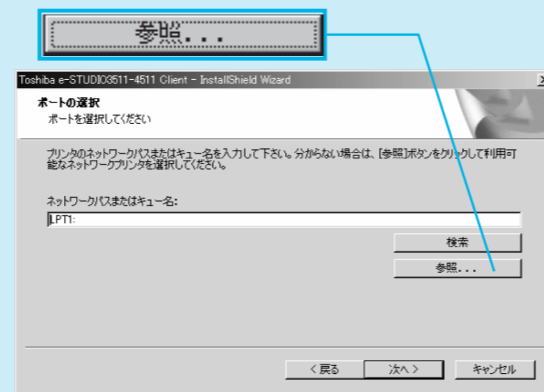 参照...
Toshiba e-STUDIO3511-4511 Client - InstallShield Wizard
ポートの選択
ポートを選択してください
プリンタのネットワークパスまたはキュー名を入力して下さい。分からない場合は、[参照]ボタンをクリックして利用可
能なネットワークプリンタを選択してください。
ネットワークパスまたはキュー名:
LPT1:
検索
参照...
< 戻る
次へ >
キャンセル